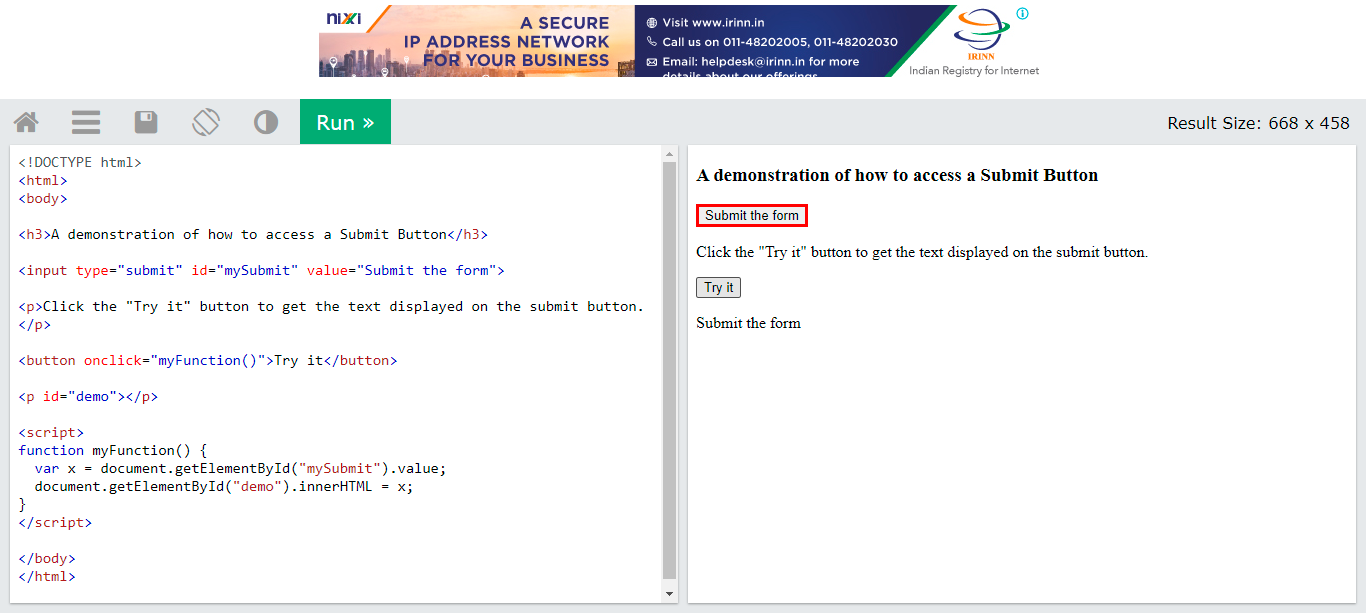 nixi
A SECURE
IP ADDRESS NETWORK
FOR YOUR BUSINESS
Visit www.irinn.in
Call us on 011-48202005, 011-48202030
Email: helpdesk@irinn.in for more
details about our offerings
IRINN
Indian Registry for Internet
Run »
Result Size: 668 x 458
<!DOCTYPE html>
<html>
<body>
<h3>A demonstration of how to access a Submit Button</h3>
<input type="submit" id="mySubmit" value="Submit the form">
<p>Click the "Try it" button to get the text displayed on the submit button.
</p>
<button onclick="myFunction()">Try it</button>
<p id="demo"></p>
<script>
function myFunction() {
  var x = document.getElementById("mySubmit").value;
  document.getElementById("demo").innerHTML = x;
}
</script>
</body>
</html>
A demonstration of how to access a Submit Button
Submit the form
Click the "Try it" button to get the text displayed on the submit button.
Try it
Submit the form